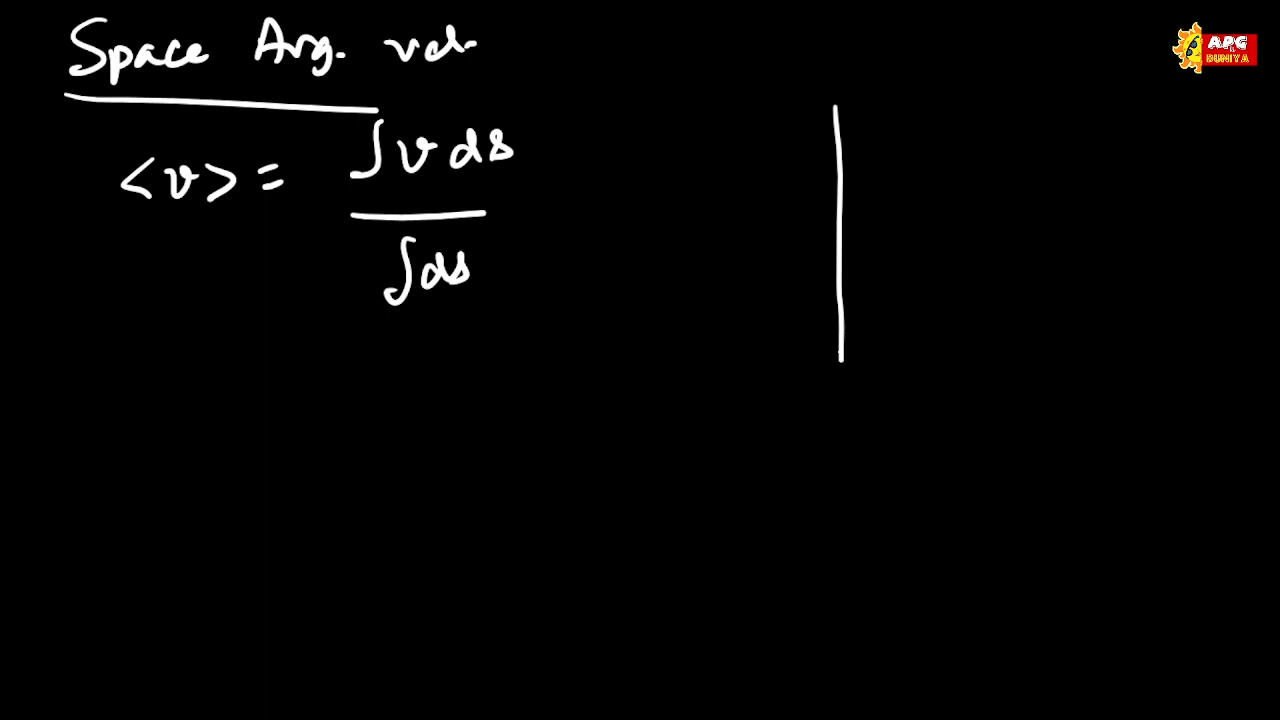 Space Avg. vel.
<v> = ∫v ds
∫ds
APG
DUNIYA